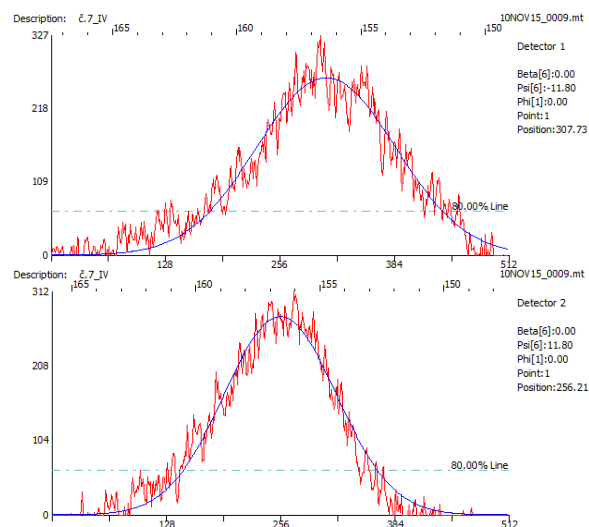 Description: č.7_IV 10NOV15_0009.mt
165 160 155 150
327
218
109
0
128 256 384 512
80.00% Line
Detector 1
Beta[6]:0.00
Psi[6]:-11.80
Phi[1]:0.00
Point:1
Position:307.73
Description: č.7_IV 10NOV15_0009.mt
165 160 155 150
312
208
104
0
128 256 384 512
80.00% Line
Detector 2
Beta[6]:0.00
Psi[6]:11.80
Phi[1]:0.00
Point:1
Position:256.21